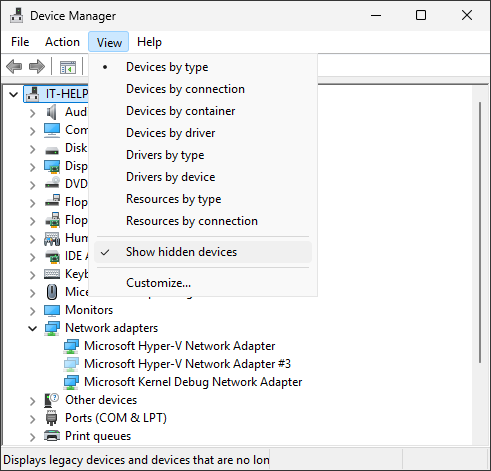 Device Manager
File Action View Help
Devices by type
Devices by connection
Devices by container
Devices by driver
Drivers by type
Drivers by device
Resources by type
Resources by connection
Show hidden devices
Customize...
IT-HELP
Aud
Com
Disk
Disp
DVD
Flop
Flop
Hum
IDE A
Keyb
Mice
Monitors
Network adapters
Microsoft Hyper-V Network Adapter
Microsoft Hyper-V Network Adapter #3
Microsoft Kernel Debug Network Adapter
Other devices
Ports (COM & LPT)
Print queues
Displays legacy devices and devices that are no lon